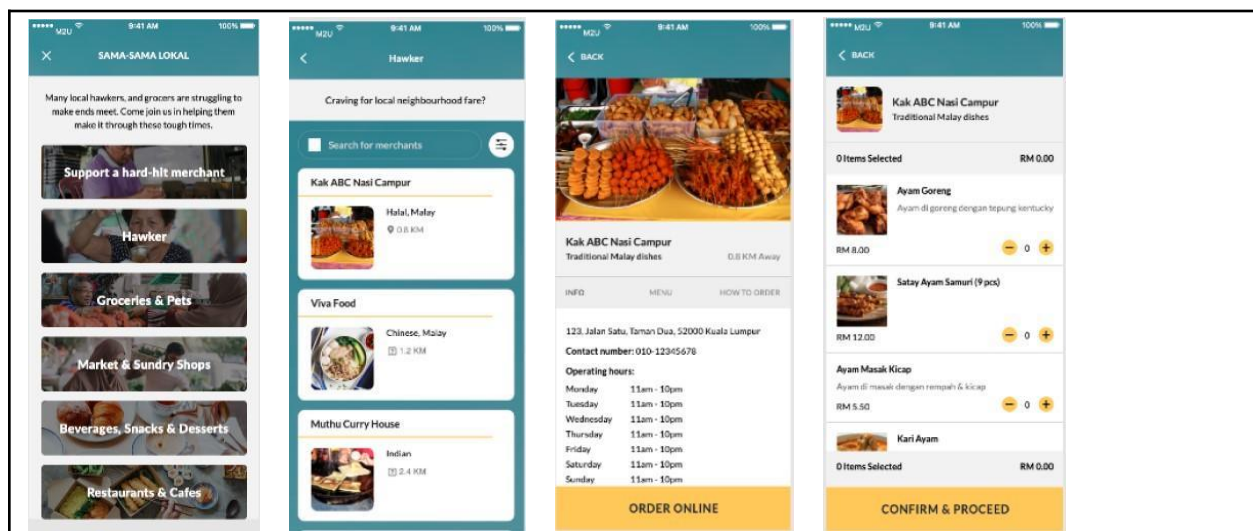 M2U 9:41 AM 100%
SAMA-SAMA LOKAL
Many local hawkers, and grocers are struggling to
make ends meet. Come join us in helping them
make it through these tough times.
Support a hard-hit merchant
Hawker
Groceries & Pets
Market & Sundry Shops
Beverages, Snacks & Desserts
Restaurants & Cafes
M2U 9:41 AM 100%
Hawker
Craving for local neighbourhood fare?
Search for merchants
Kak ABC Nasi Campur
Halal, Malay
0.8 KM
Viva Food
Chinese, Malay
1.2 KM
Muthu Curry House
Indian
2.4 KM
M2U 9:41 AM 100%
BACK
Kak ABC Nasi Campur
Traditional Malay dishes 0.8 KM Away
INFO MENU HOW TO ORDER
123, Jalan Satu, Taman Dua, 52000 Kuala Lumpur
Contact number: 010-12345678
Operating hours:
Monday 11am - 10pm
Tuesday 11am - 10pm
Wednesday 11am - 10pm
Thursday 11am - 10pm
Friday 11am - 10pm
Saturday 11am - 10pm
Sunday 11am - 10pm
ORDER ONLINE
M2U 9:41 AM 100%
BACK
Kak ABC Nasi Campur
Traditional Malay dishes
0 Items Selected RM 0.00
Ayam Goreng
Ayam di goreng dengan tepung kentucky
RM 8.00 0
Satay Ayam Samuri (9 pcs)
RM 12.00 0
Ayam Masak Kicap
Ayam di masak dengan rempah & kicap
RM 5.50 0
Kari Ayam
0 Items Selected RM 0.00
CONFIRM & PROCEED